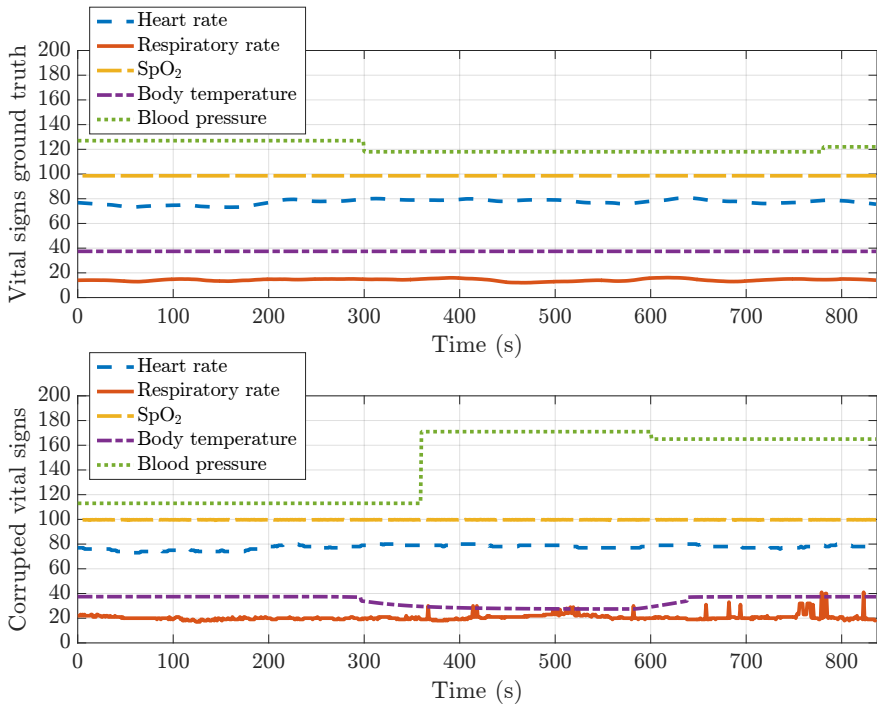 Heart rate
Respiratory rate
SpO₂
Body temperature
Blood pressure
Vital signs ground truth
200
180
160
140
120
100
80
60
40
20
0
0 100 200 300 400 500 600 700 800
Time (s)
Heart rate
Respiratory rate
SpO₂
Body temperature
Blood pressure
Corrupted vital signs
200
180
160
140
120
100
80
60
40
20
0
0 100 200 300 400 500 600 700 800
Time (s)